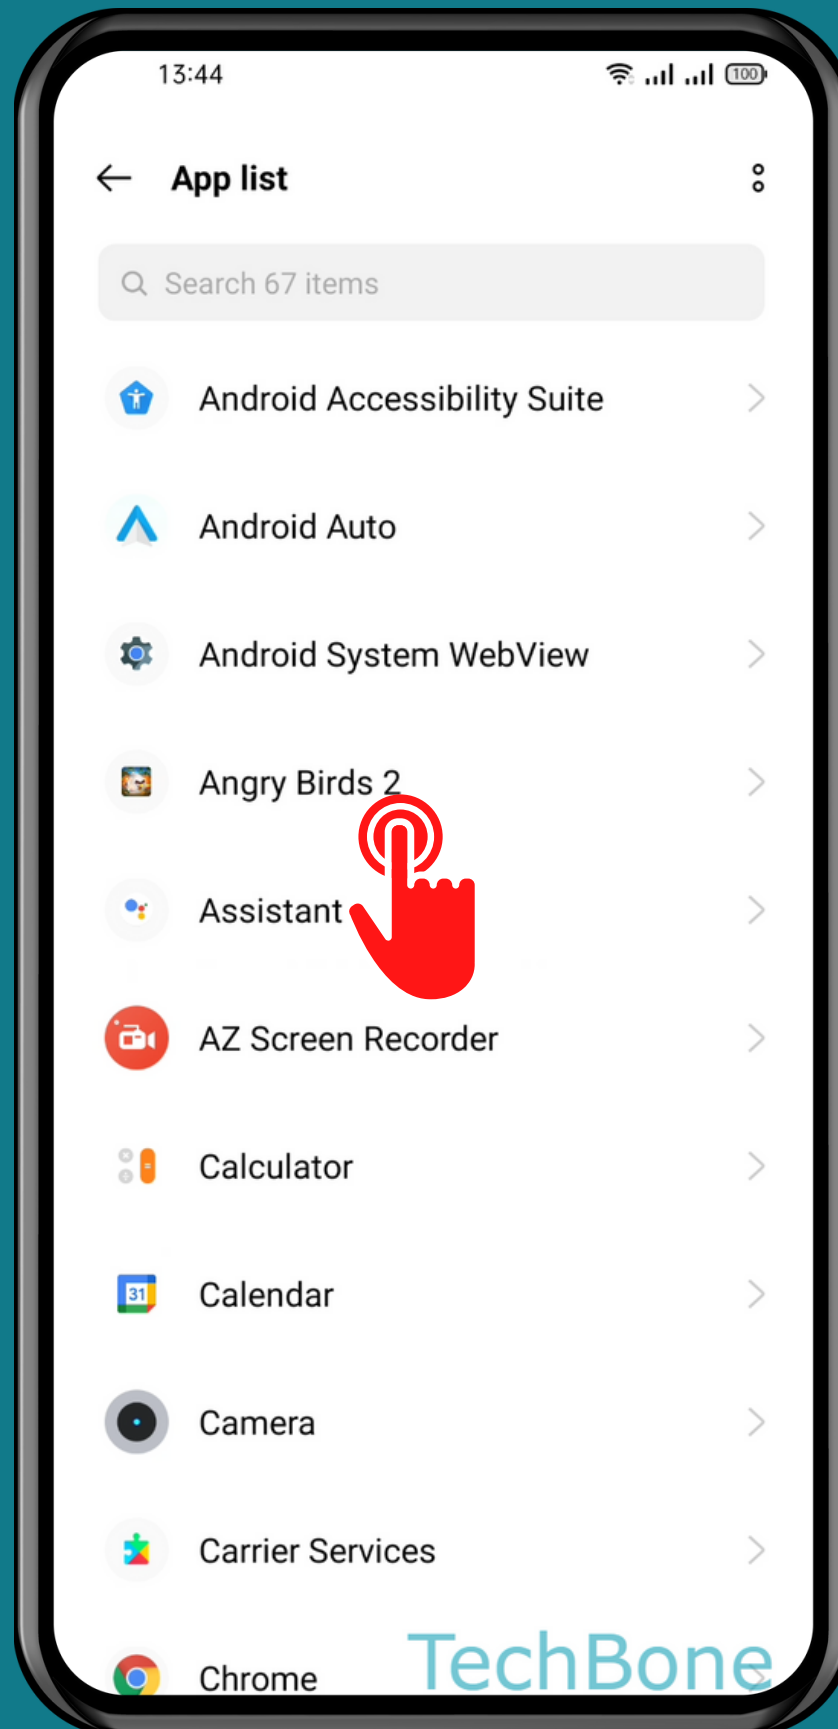 13:44
100
App list
Search 67 items
Android Accessibility Suite
Android Auto
Android System WebView
Angry Birds 2
Assistant
AZ Screen Recorder
Calculator
31
Calendar
Camera
Carrier Services
Chrome
TechBone